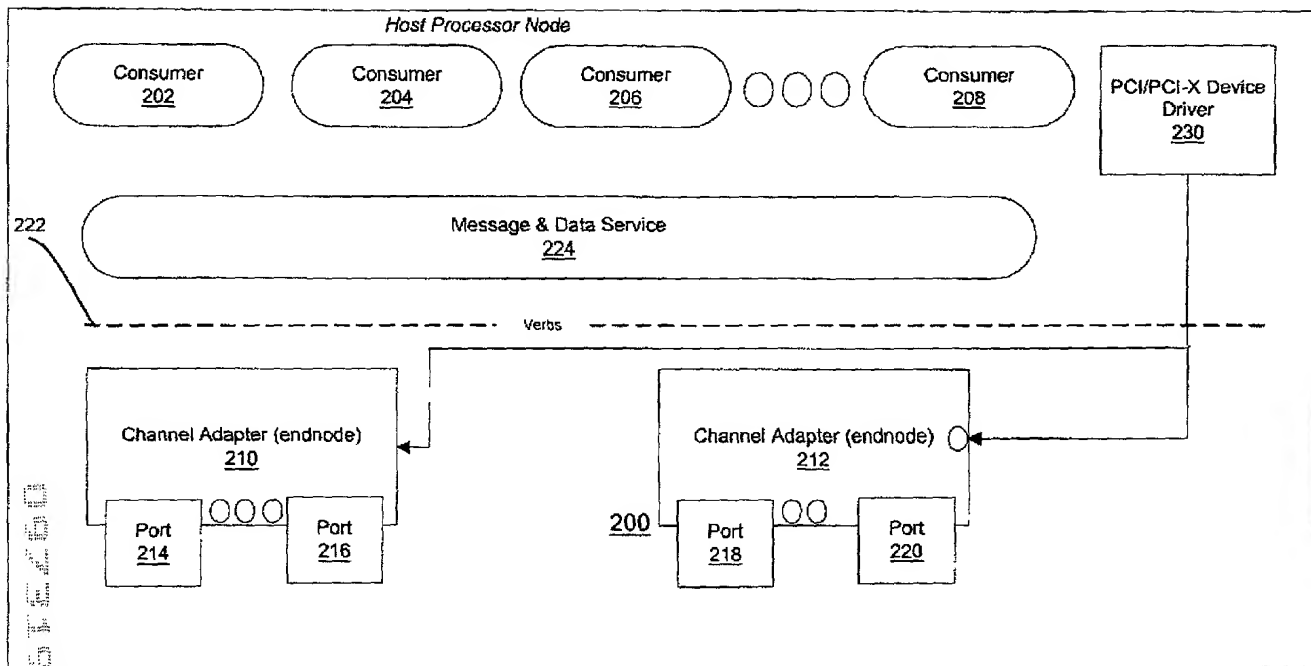 Host Processor Node
Consumer
202
Consumer
204
Consumer
206
Consumer
208
PCI/PCI-X Device
Driver
230
222
Message & Data Service
224
Verbs
Channel Adapter (endnode)
210
Channel Adapter (endnode)
212
Port
214
Port
216
200
Port
218
Port
220